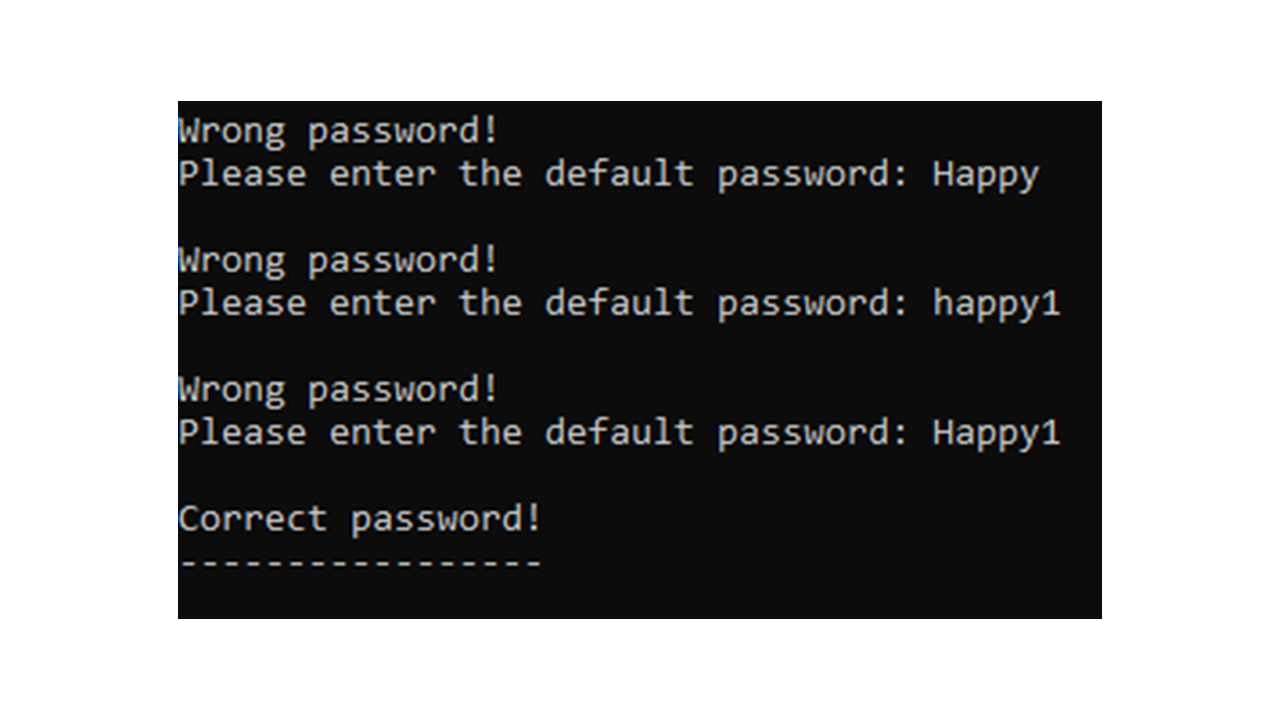 Wrong password!
Please enter the default password: Happy
Wrong password!
Please enter the default password: happy1
Wrong password!
Please enter the default password: Happy1
Correct password!
-----------------